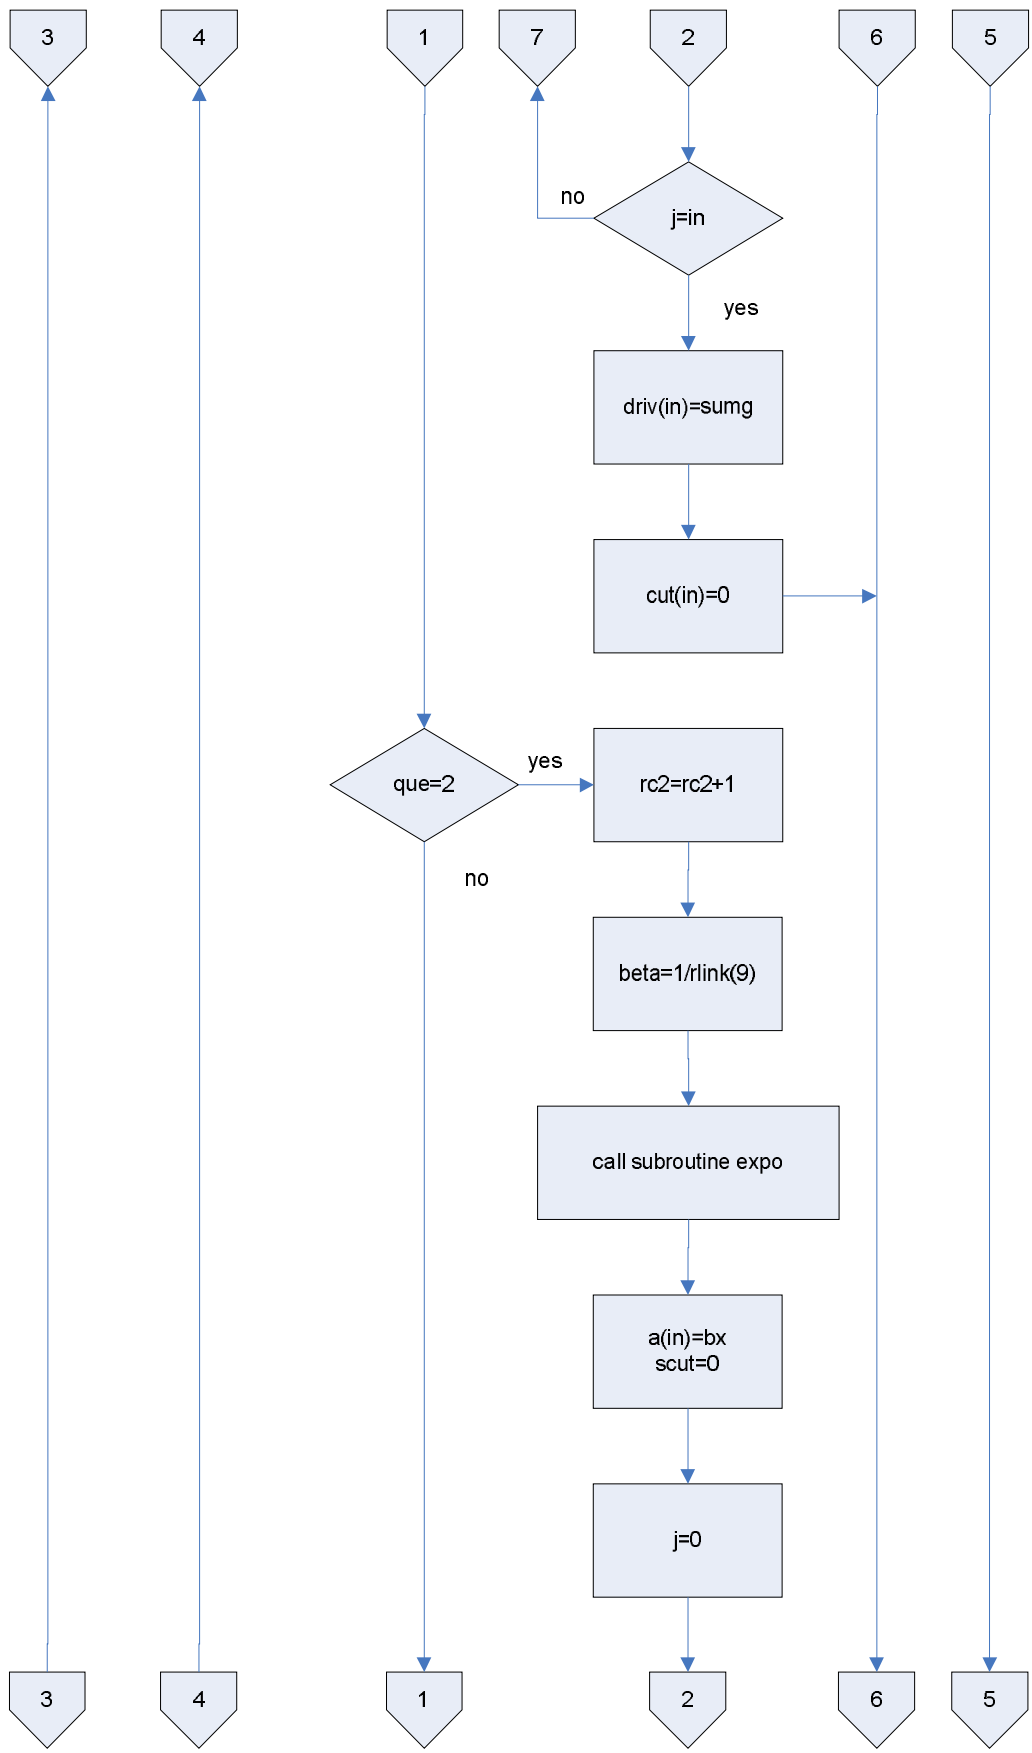 3
4
1
7
2
6
5
no
j=in
yes
driv(in)=sumg
cut(in)=0
que=2
yes
rc2=rc2+1
no
beta=1/rlink(9)
call subroutine expo
a(in)=bx
scut=0
j=0
3
4
1
2
6
5